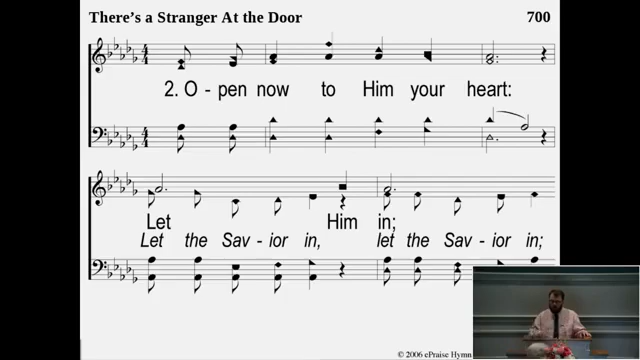 There's a Stranger At the Door 700
2. O - pen now to Him your heart:
Let Him in;
Let the Sav - ior in, let the Sav - ior in;
© 2006 ePraise Hymn